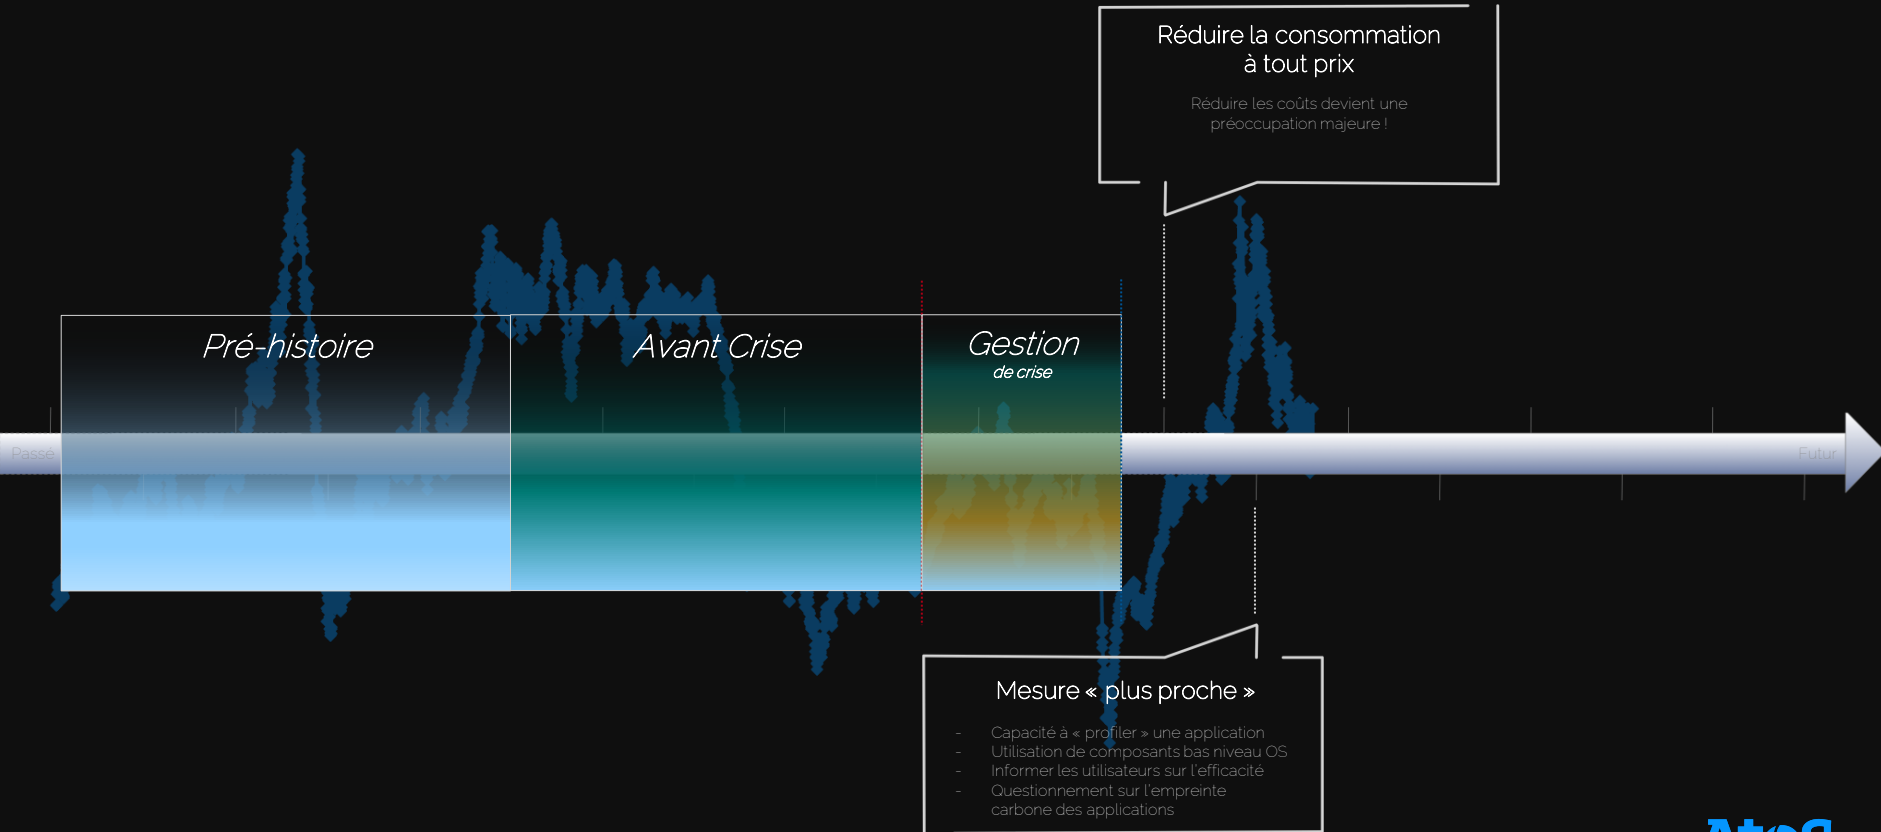 Réduire la consommation
à tout prix
Réduire les coûts devient une
préoccupation majeure !
Pré-histoire
Avant Crise
Gestion
de crise
Passé
Futur
Mesure « plus proche »
- Capacité à « profiler » une application
- Utilisation de composants bas niveau OS
- Informer les utilisateurs sur l'efficacité
- Questionnement sur l'empreinte
carbone des applications
Atos